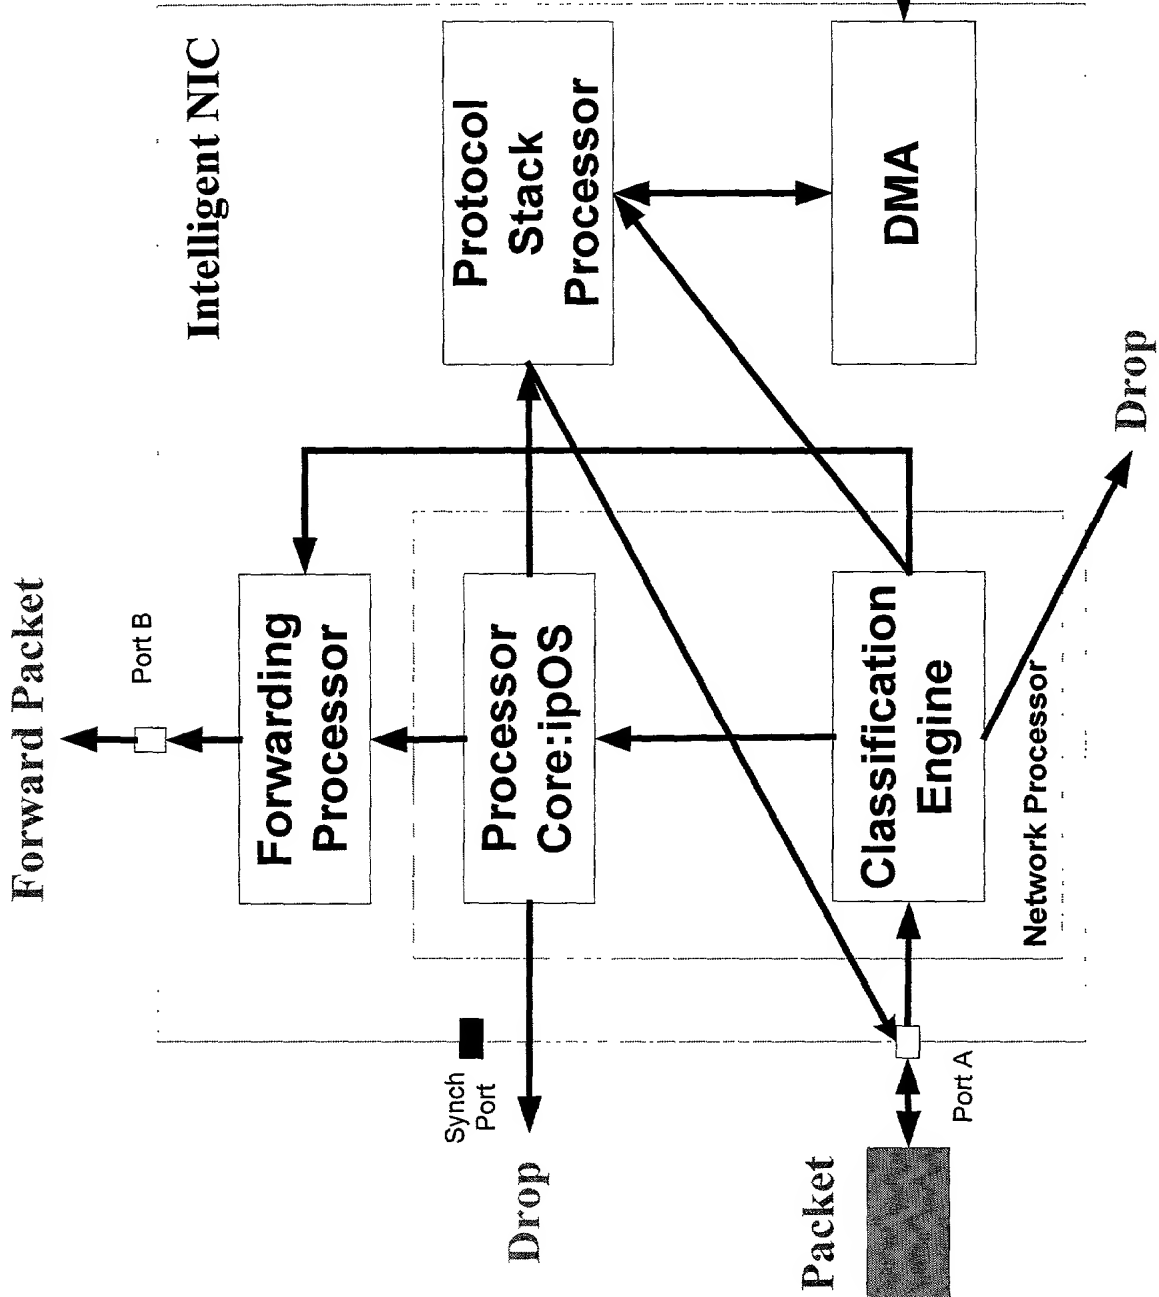 Intelligent NIC
Protocol
Stack
Processor
DMA
Drop
Forward Packet
Port B
Forwarding
Processor
Processor
Core:ipOS
Classification
Engine
Network Processor
Synch
Port
Drop
Port A
Packet